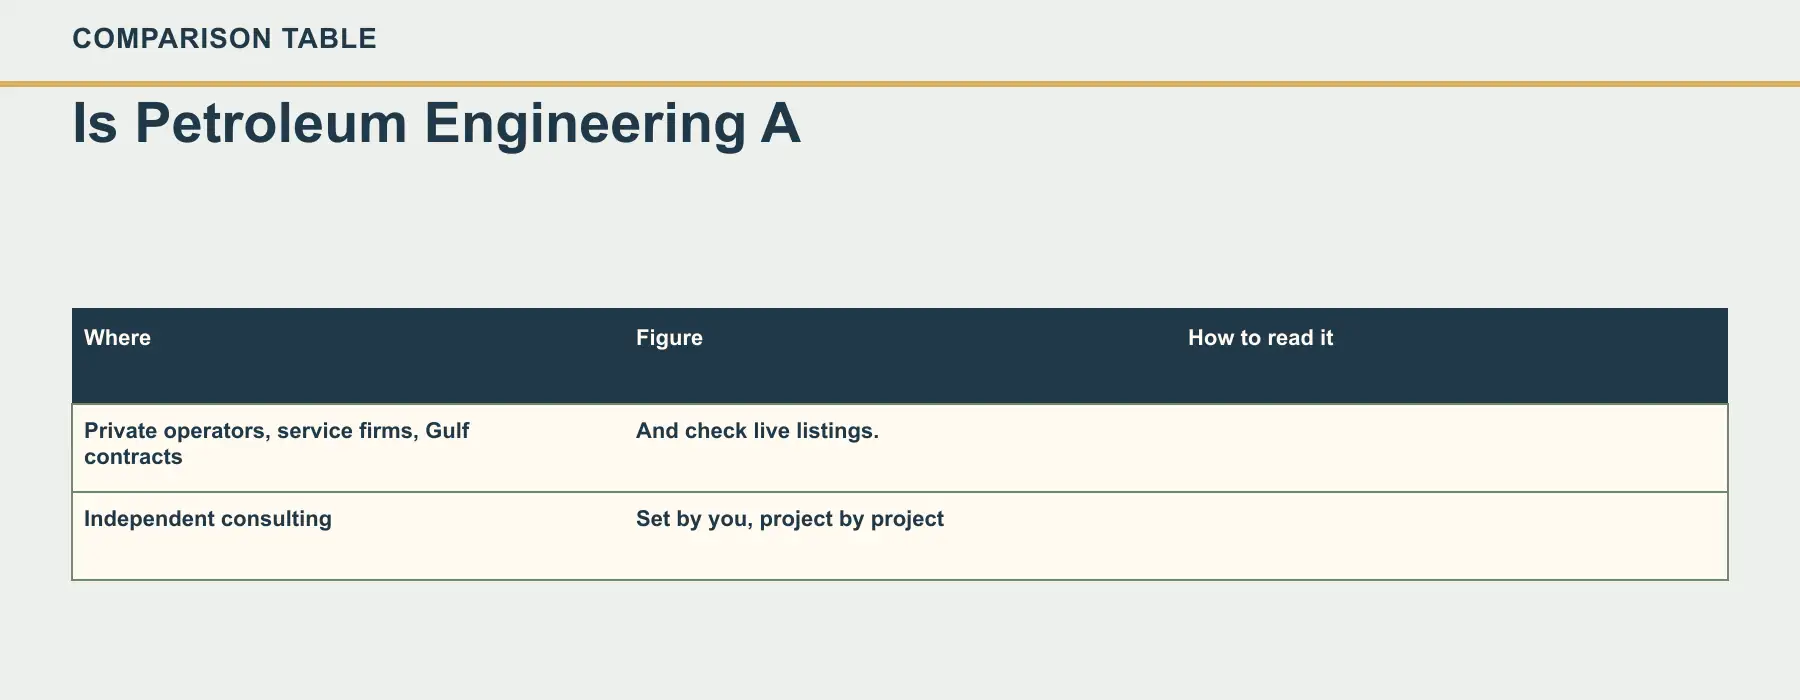 COMPARISON TABLE
Is Petroleum Engineering A
Where Figure How to read it
Private operators, service firms, Gulf And check live listings.
contracts
Independent consulting Set by you, project by project